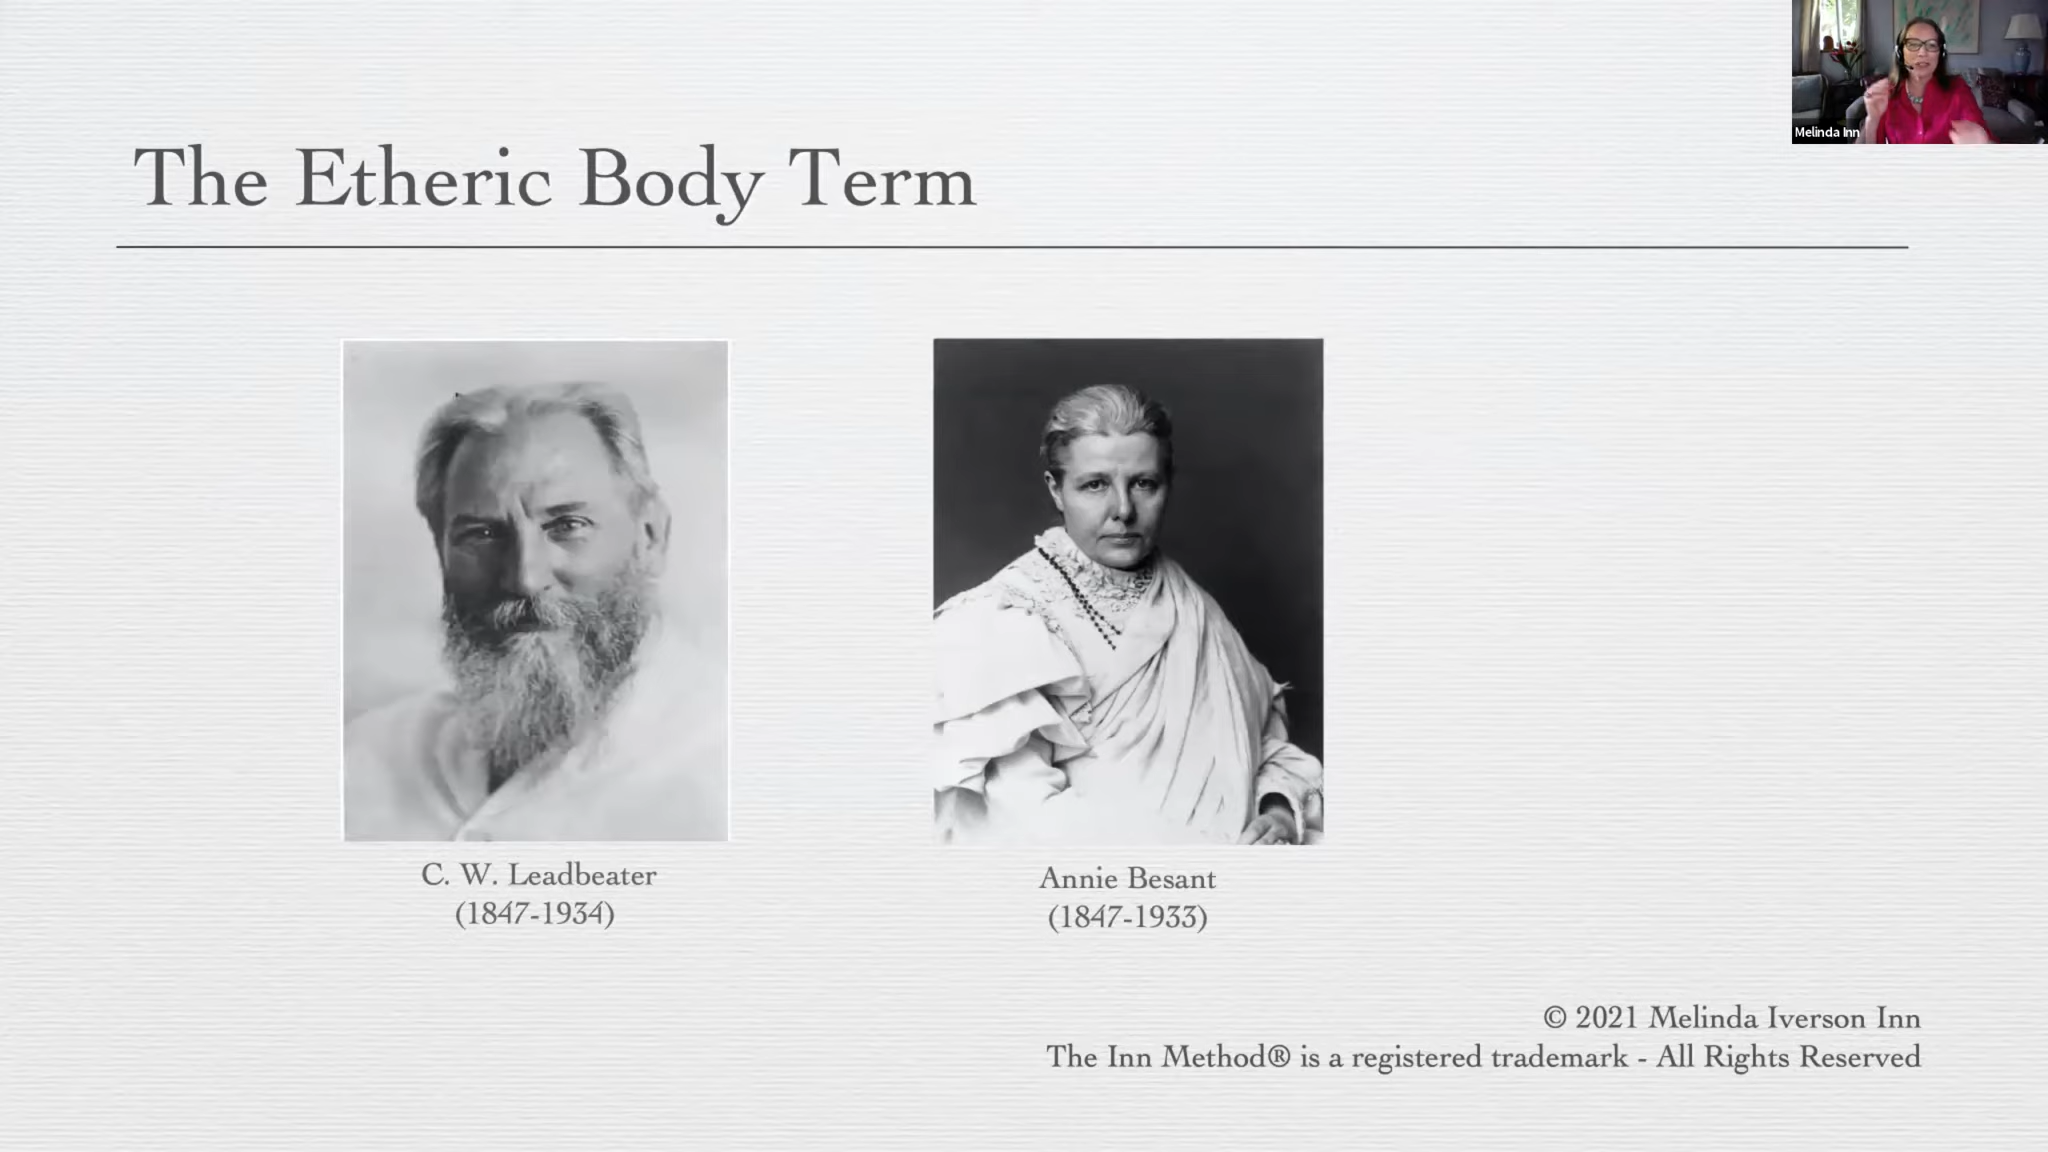 Melinda Inn
The Etheric Body Term
C. W. Leadbeater
(1847-1934)
Annie Besant
(1847-1933)
© 2021 Melinda Iverson Inn
The Inn Method® is a registered trademark - All Rights Reserved